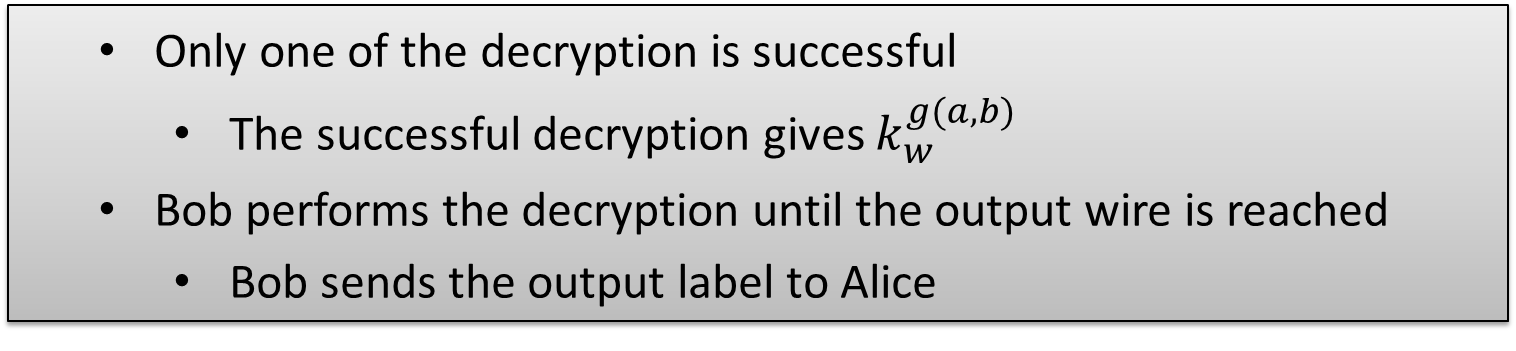 • Only one of the decryption is successful
• The successful decryption gives $k_w^{g(a,b)}$
• Bob performs the decryption until the output wire is reached
• Bob sends the output label to Alice